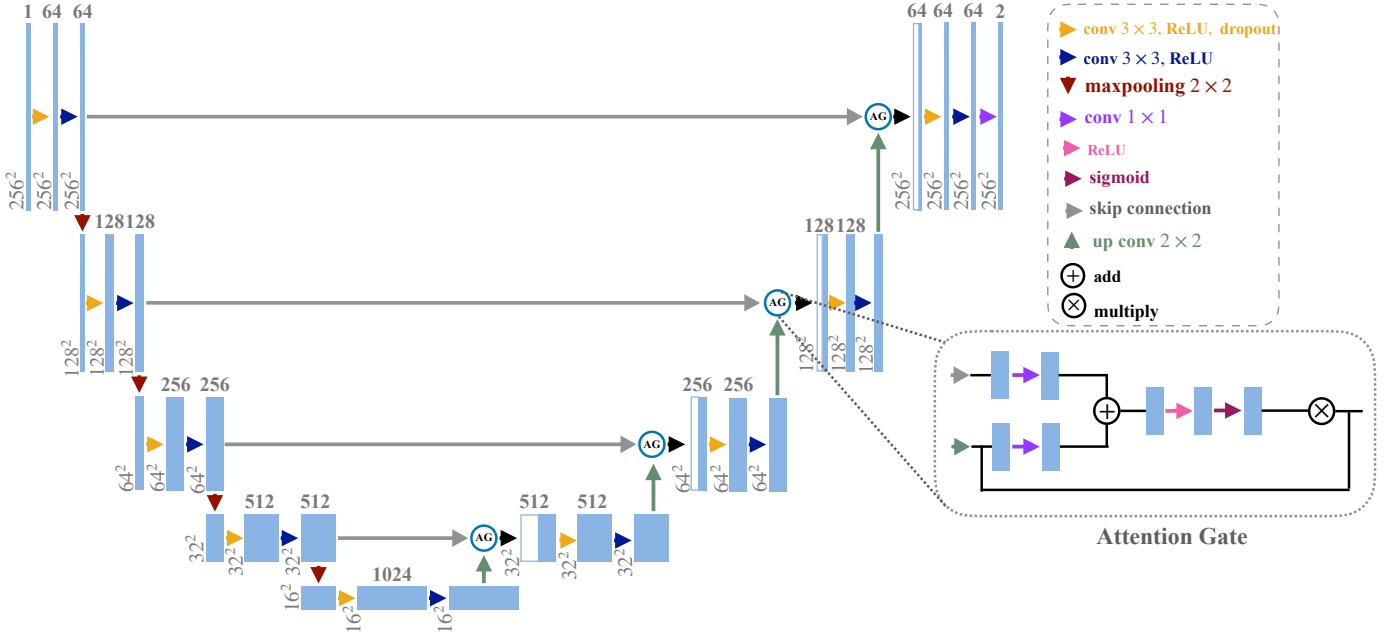 1 64 64
256² 256² 256²
AG
64 64 64 2
256² 256² 256² 256²
128 128
128² 128² 128²
AG
128 128
128² 128² 128²
256 256
64² 64² 64²
AG
256 256
64² 64² 64²
512 512
32² 32² 32²
AG
512 512
32² 32² 32²
1024
16² 16² 16²
conv 3 × 3, ReLU, dropout
conv 3 × 3, ReLU
maxpooling 2 × 2
conv 1 × 1
ReLU
sigmoid
skip connection
up conv 2 × 2
add
multiply
Attention Gate